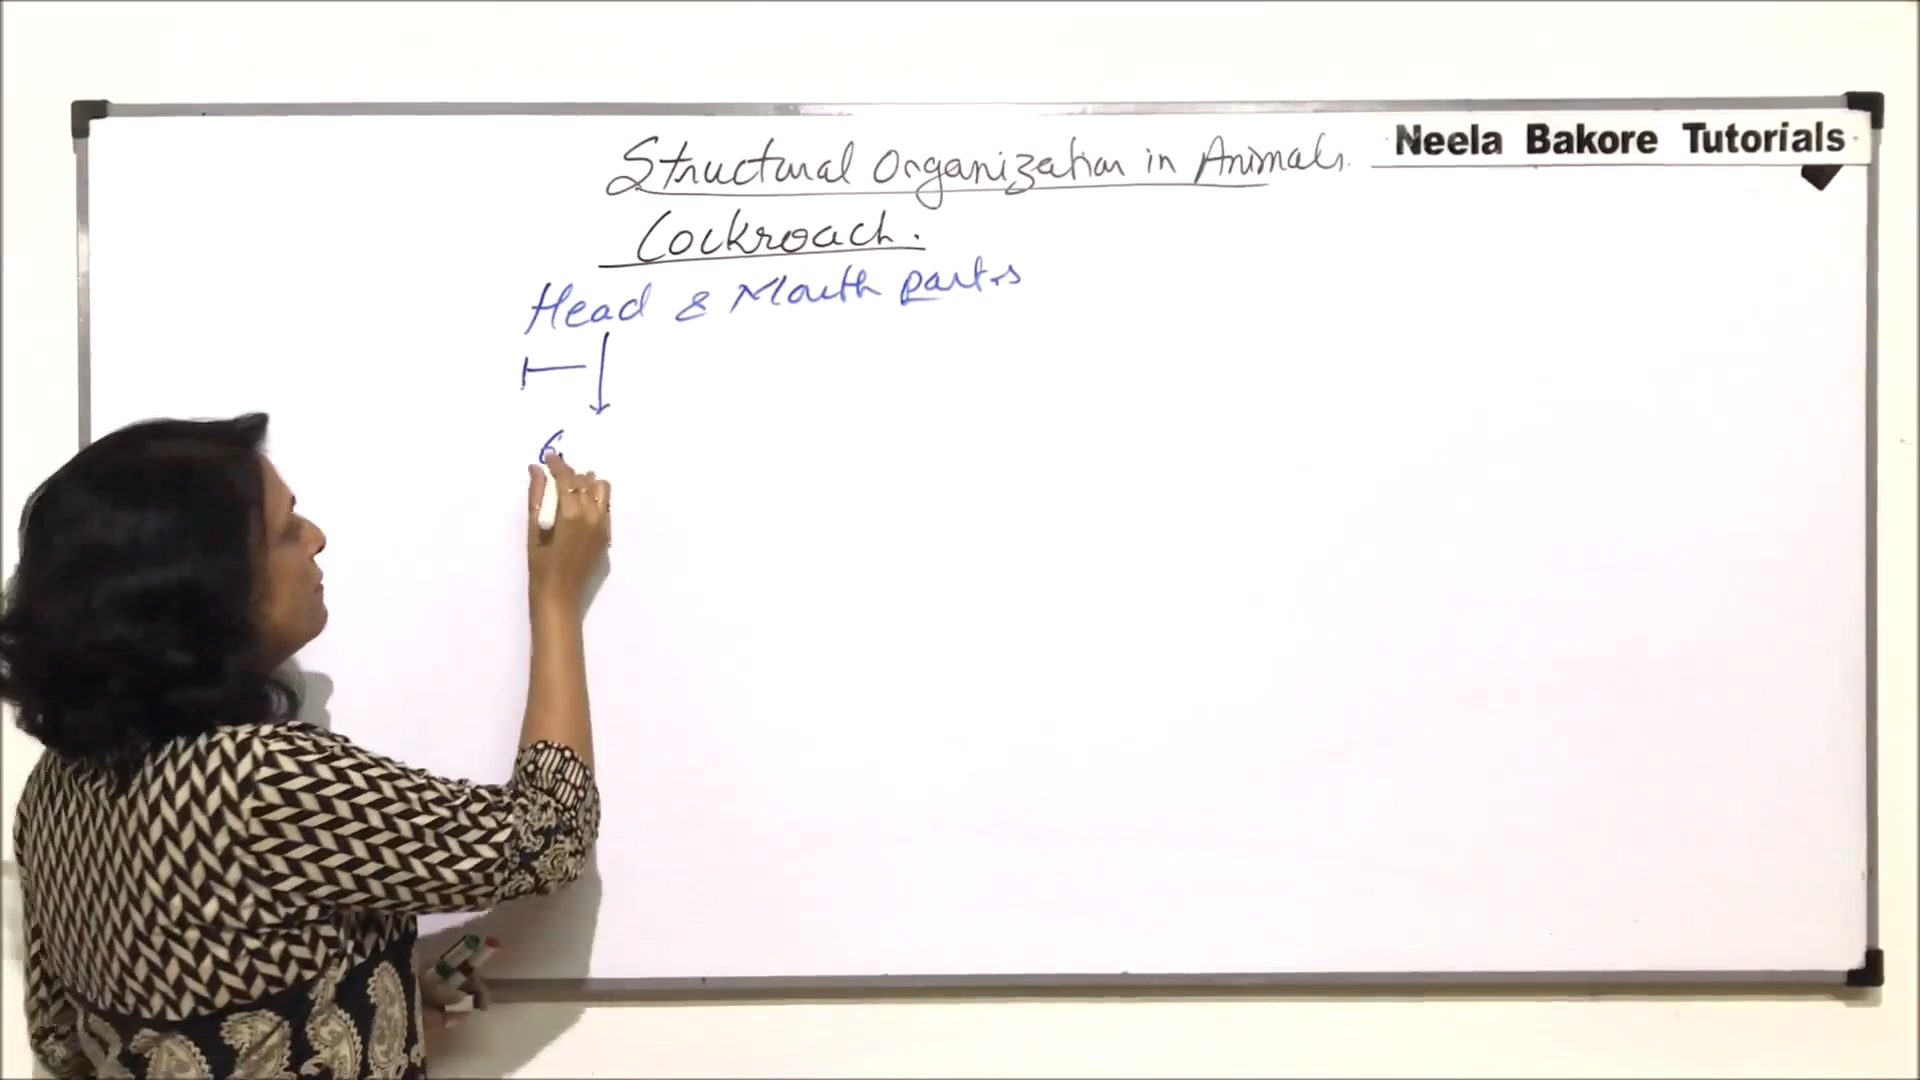 Neela Bakore Tutorials
Structural Organization in Animals.
Cockroach.
Head & Mouth parts
6